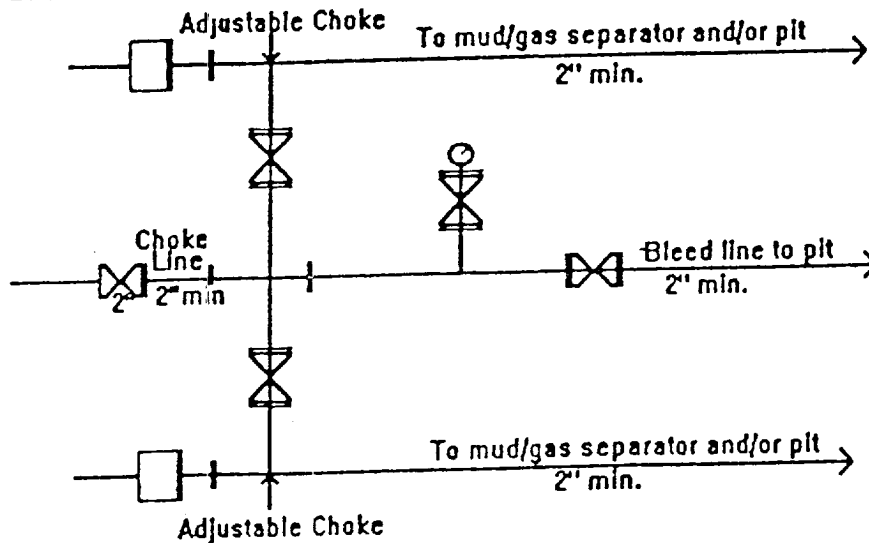 Adjustable Choke
To mud/gas separator and/or pit
2" min.
Choke
Line
2" 2" min
Bleed line to pit
2" min.
To mud/gas separator and/or pit
2" min.
Adjustable Choke